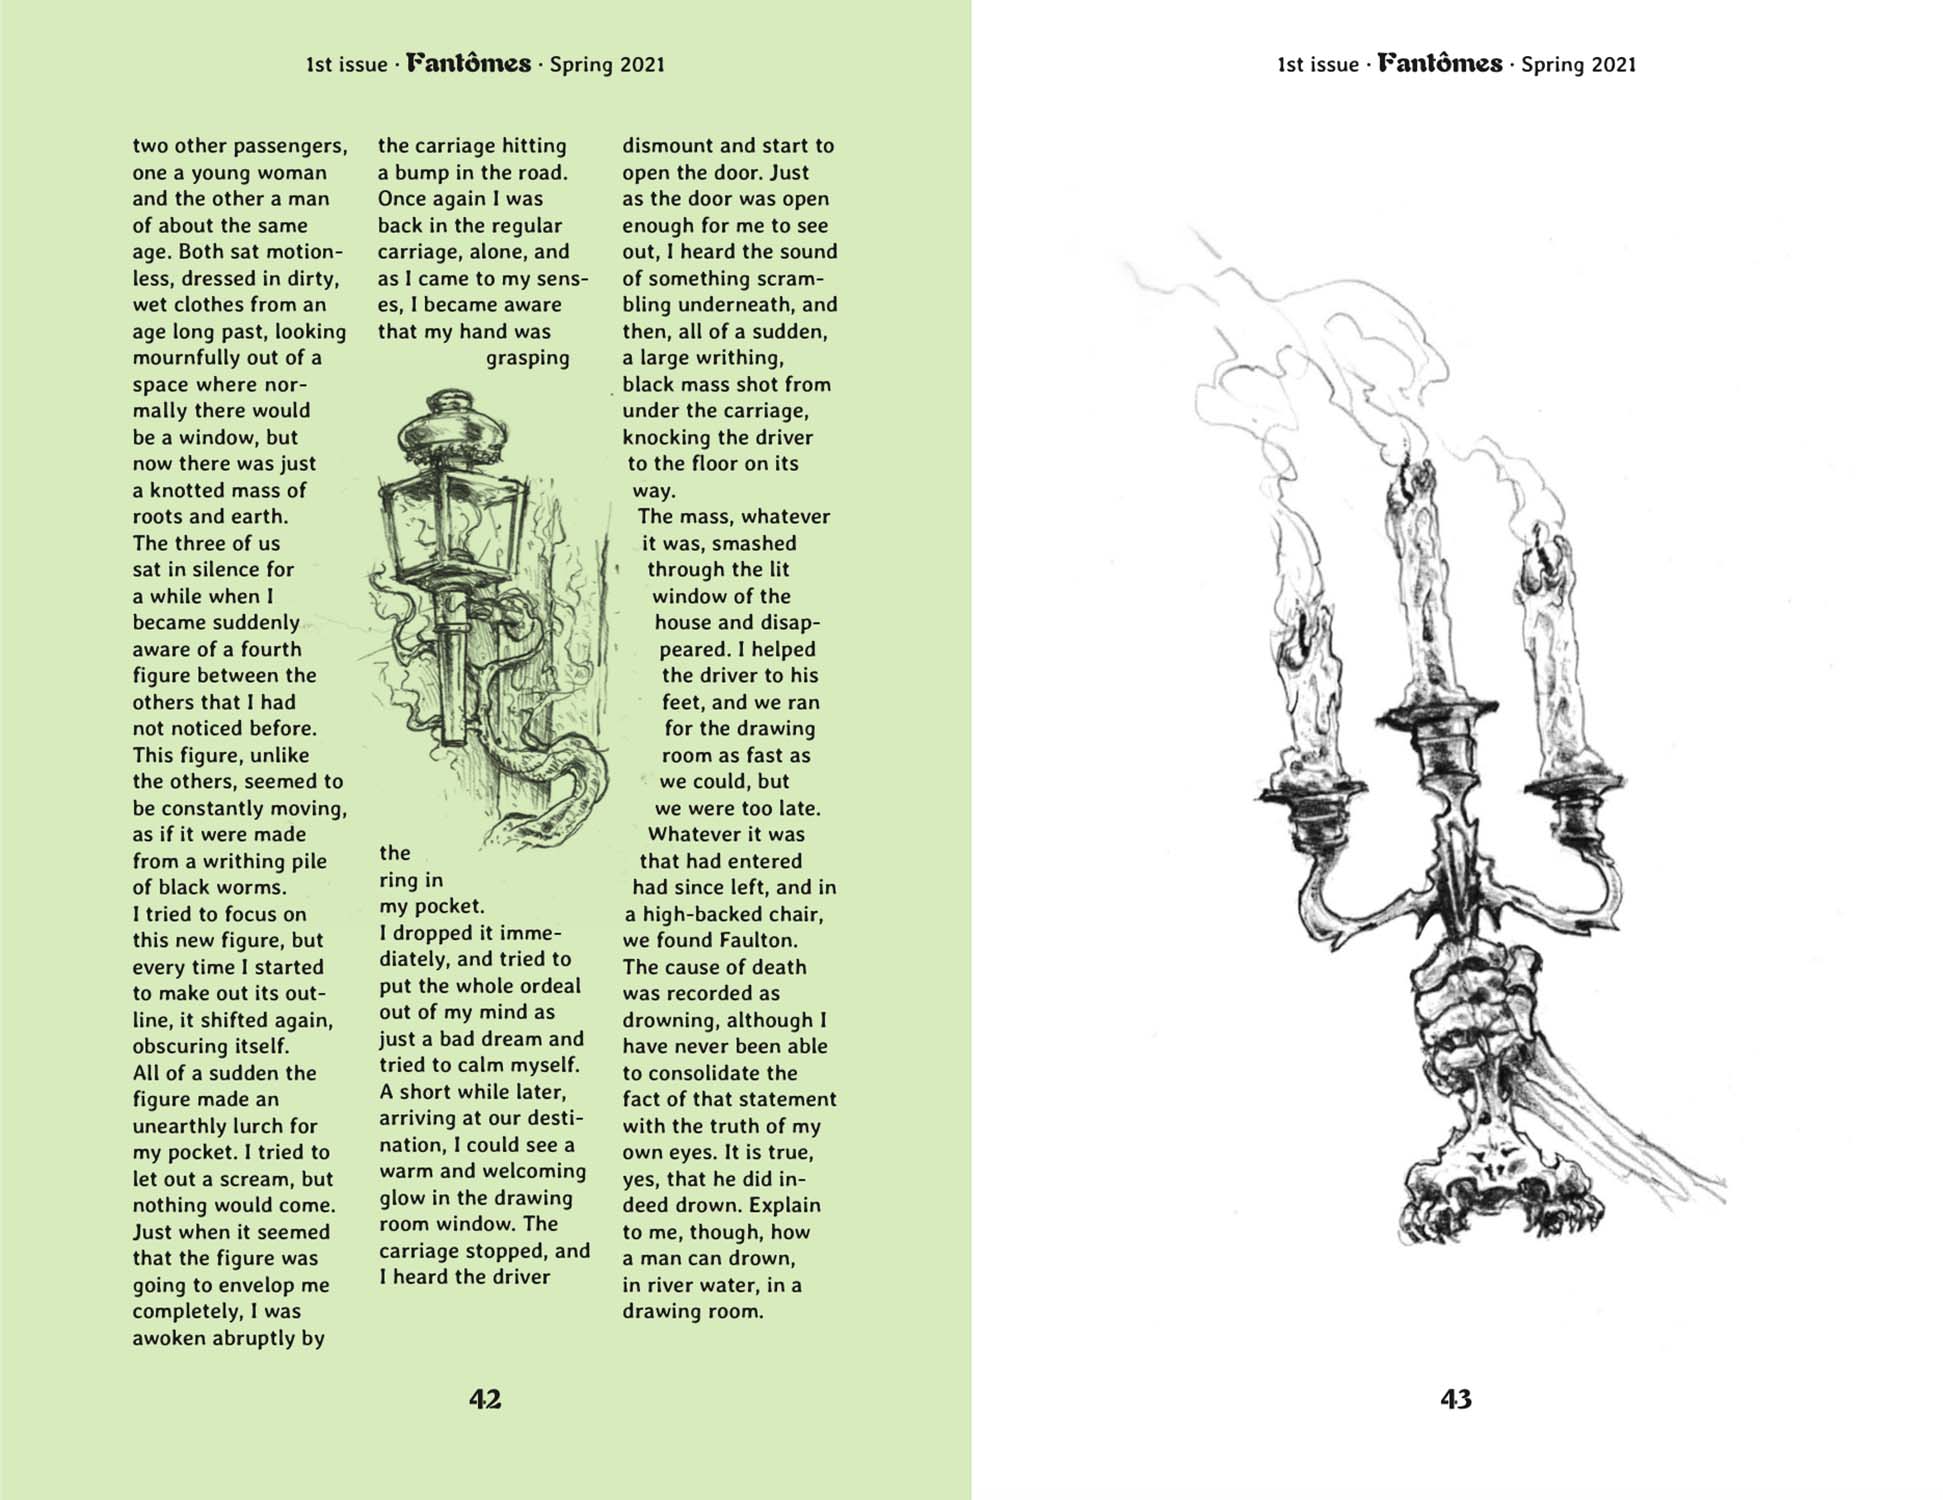 1st issue · Fantômes · Spring 2021
two other passengers,
one a young woman
and the other a man
of about the same
age. Both sat motion-
less, dressed in dirty,
wet clothes from an
age long past, looking
mournfully out of a
space where nor-
mally there would
be a window, but
now there was just
a knotted mass of
roots and earth.
The three of us
sat in silence for
a while when I
became suddenly
aware of a fourth
figure between the
others that I had
not noticed before.
This figure, unlike
the others, seemed to
be constantly moving,
as if it were made
from a writhing pile
of black worms.
I tried to focus on
this new figure, but
every time I started
to make out its out-
line, it shifted again,
obscuring itself.
All of a sudden the
figure made an
unearthly lurch for
my pocket. I tried to
let out a scream, but
nothing would come.
Just when it seemed
that the figure was
going to envelop me
completely, I was
awoken abruptly by
the carriage hitting
a bump in the road.
Once again I was
back in the regular
carriage, alone, and
as I came to my sens-
es, I became aware
that my hand was
grasping
the
ring in
my pocket.
I dropped it imme-
diately, and tried to
put the whole ordeal
out of my mind as
just a bad dream and
tried to calm myself.
A short while later,
arriving at our desti-
nation, I could see a
warm and welcoming
glow in the drawing
room window. The
carriage stopped, and
I heard the driver
dismount and start to
open the door. Just
as the door was open
enough for me to see
out, I heard the sound
of something scram-
bling underneath, and
then, all of a sudden,
a large writhing,
black mass shot from
under the carriage,
knocking the driver
to the floor on its
way.
The mass, whatever
it was, smashed
through the lit
window of the
house and disap-
peared. I helped
the driver to his
feet, and we ran
for the drawing
room as fast as
we could, but
we were too late.
Whatever it was
that had entered
had since left, and in
a high-backed chair,
we found Faulton.
The cause of death
was recorded as
drowning, although I
have never been able
to consolidate the
fact of that statement
with the truth of my
own eyes. It is true,
yes, that he did in-
deed drown. Explain
to me, though, how
a man can drown,
in river water, in a
drawing room.
42
1st issue · Fantômes · Spring 2021
43